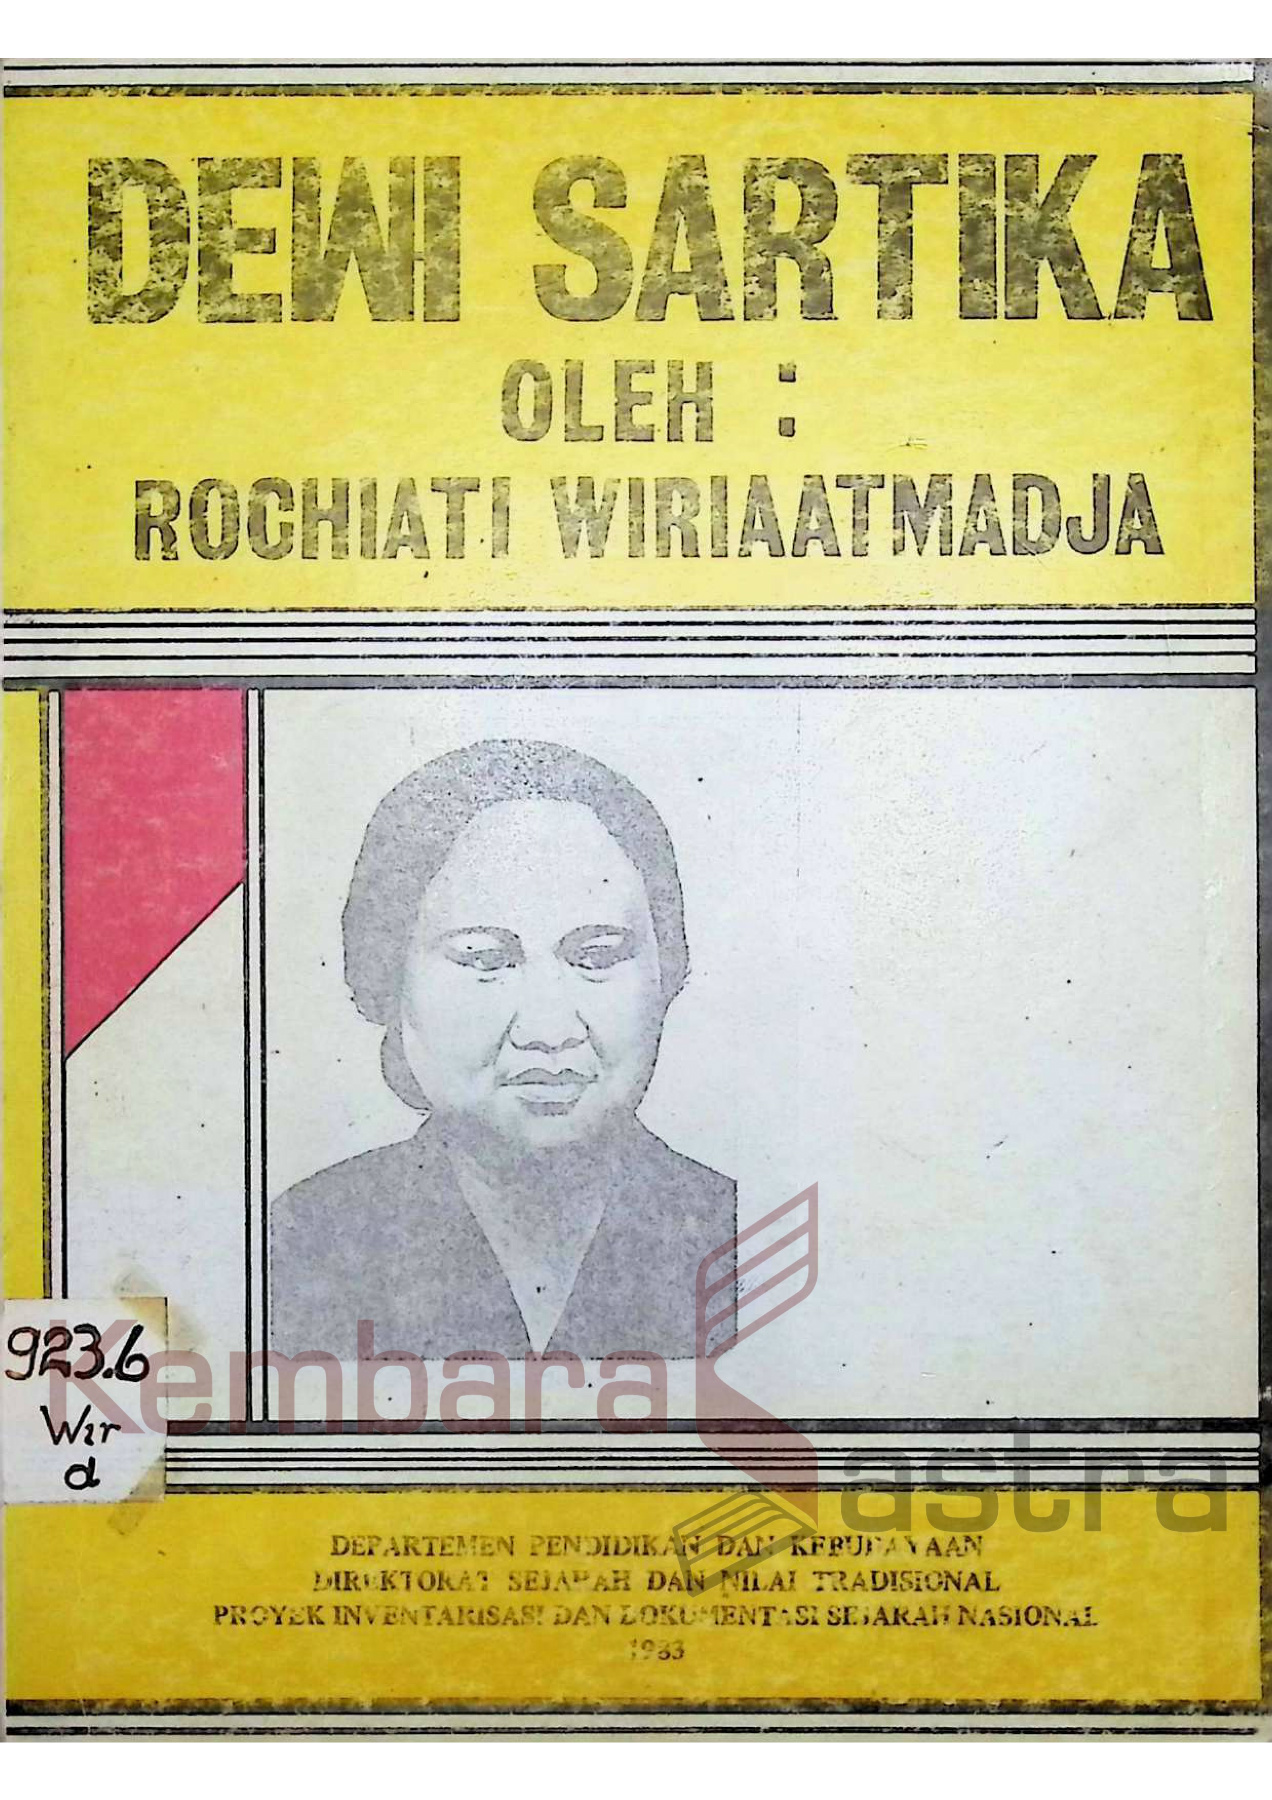 DEWI SARTIKA
OLEH :
ROCHIATI WIRIAATMADJA
923.6
Wir
d
Kembara
astra
DEPARTEMEN PENDIDIKAN DAN KEBUDAYAAN
DIREKTORAT SEJARAH DAN NILAI TRADISIONAL
PROYEK INVENTARISASI DAN DOKUMENTASI SEJARAH NASIONAL
1983